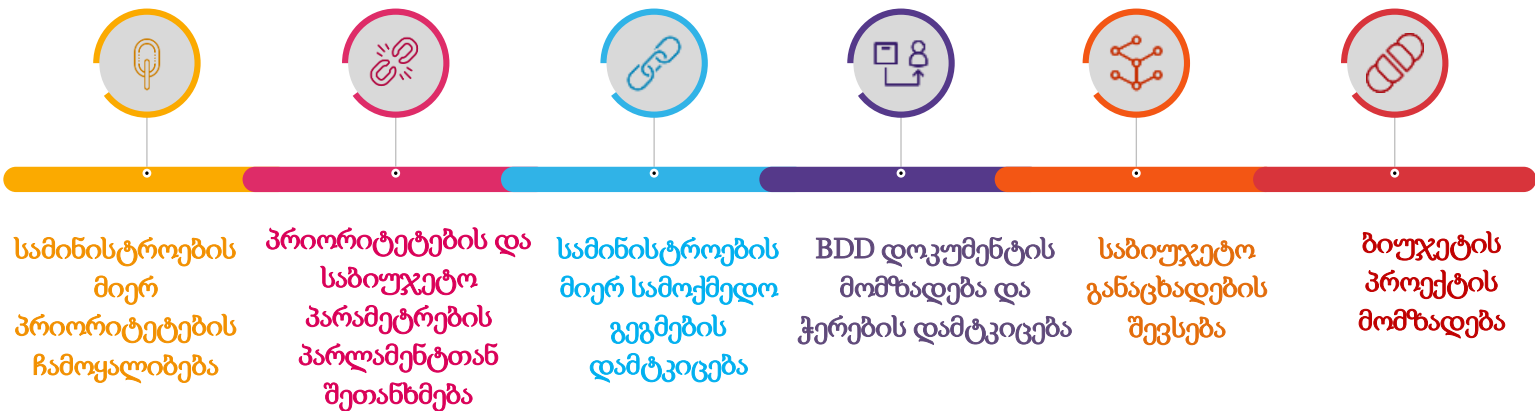 სამინისტროების
მიერ
პრიორიტეტების
ჩამოყალიბება
პრიორიტეტების და
საბიუჯეტო
პარამეტრების
პარლამენტთან
შეთანხმება
სამინისტროების
მიერ სამოქმედო
გეგმების
დამტკიცება
BDD დოკუმენტის
მომზადება და
ჭერების დამტკიცება
საბიუჯეტო
განაცხადების
შევსება
ბიუჯეტის
პროექტის
მომზადება